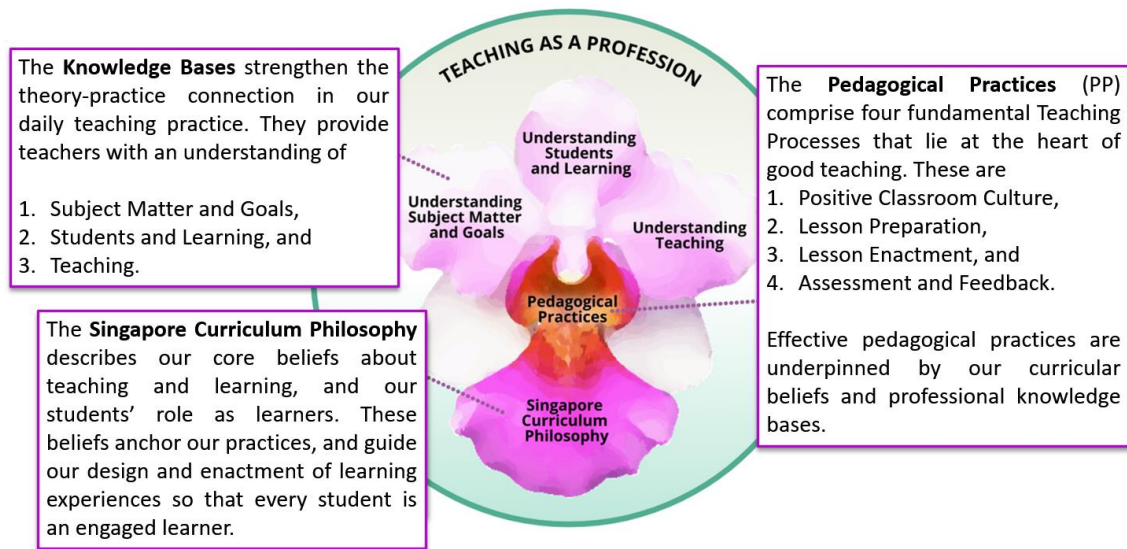 TEACHING AS A PROFESSION
The Knowledge Bases strengthen the
theory-practice connection in our
daily teaching practice. They provide
teachers with an understanding of
1. Subject Matter and Goals,
2. Students and Learning, and
3. Teaching.
Understanding
Students
and Learning
Understanding
Subject Matter
and Goals
Understanding
Teaching
Pedagogical
Practices
Singapore
Curriculum
Philosophy
The Singapore Curriculum Philosophy
describes our core beliefs about
teaching and learning, and our
students’ role as learners. These
beliefs anchor our practices, and guide
our design and enactment of learning
experiences so that every student is
an engaged learner.
The Pedagogical Practices (PP)
comprise four fundamental Teaching
Processes that lie at the heart of
good teaching. These are
1. Positive Classroom Culture,
2. Lesson Preparation,
3. Lesson Enactment, and
4. Assessment and Feedback.
Effective pedagogical practices are
underpinned by our curricular
beliefs and professional knowledge
bases.